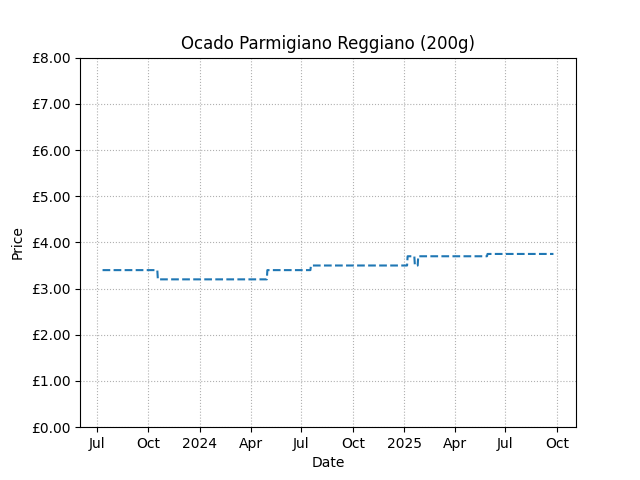 Ocado Parmigiano Reggiano (200g)
£8.00
£7.00
£6.00
£5.00
£4.00
£3.00
£2.00
£1.00
£0.00
Price
Jul Oct 2024 Apr Jul Oct 2025 Apr Jul Oct
Date